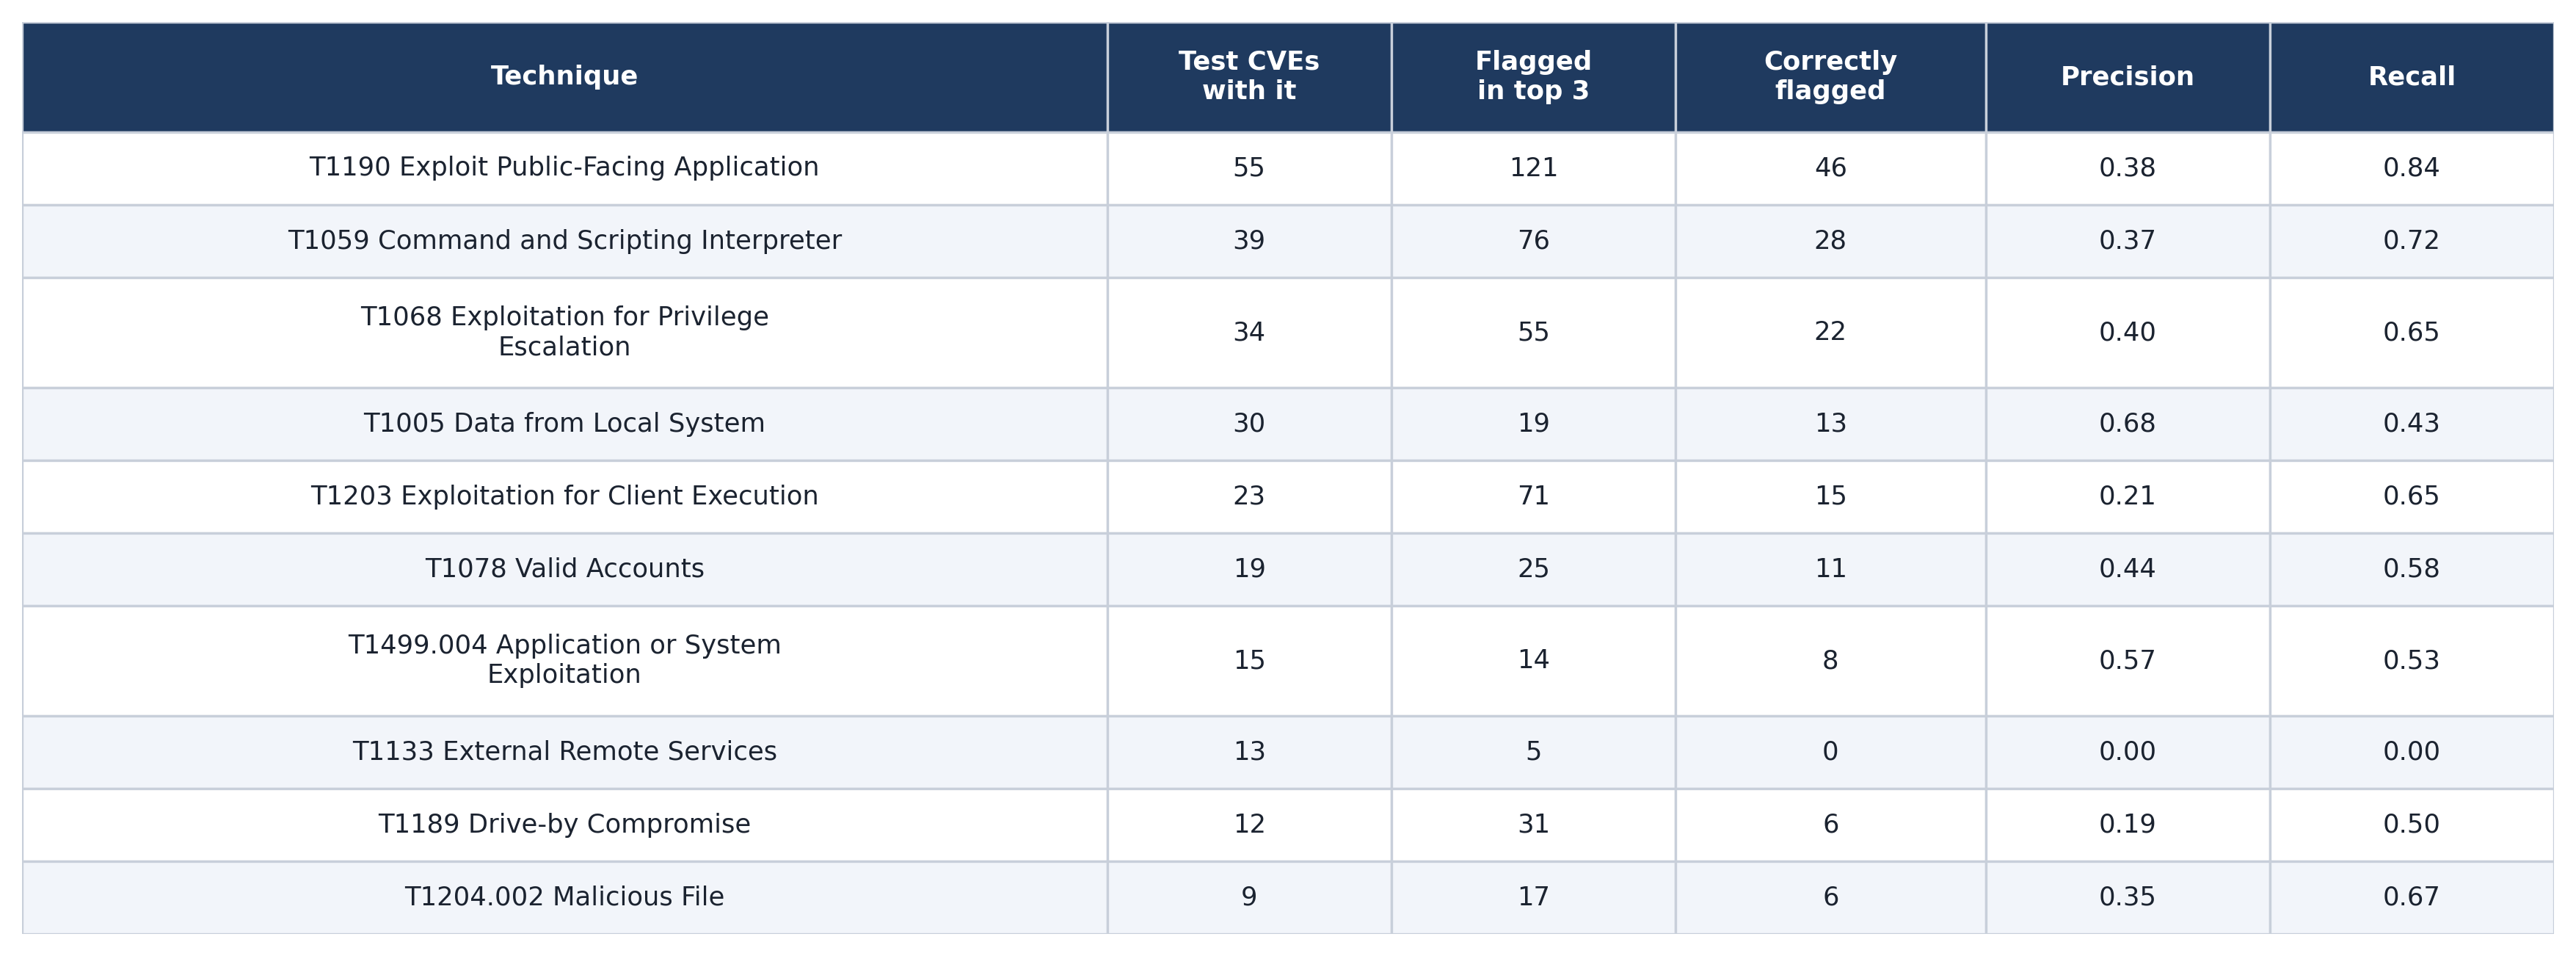 Technique
Test CVEs
with it
Flagged
in top 3
Correctly
flagged
Precision
Recall
T1190 Exploit Public-Facing Application 55 121 46 0.38 0.84
T1059 Command and Scripting Interpreter 39 76 28 0.37 0.72
T1068 Exploitation for Privilege
Escalation 34 55 22 0.40 0.65
T1005 Data from Local System 30 19 13 0.68 0.43
T1203 Exploitation for Client Execution 23 71 15 0.21 0.65
T1078 Valid Accounts 19 25 11 0.44 0.58
T1499.004 Application or System
Exploitation 15 14 8 0.57 0.53
T1133 External Remote Services 13 5 0 0.00 0.00
T1189 Drive-by Compromise 12 31 6 0.19 0.50
T1204.002 Malicious File 9 17 6 0.35 0.67